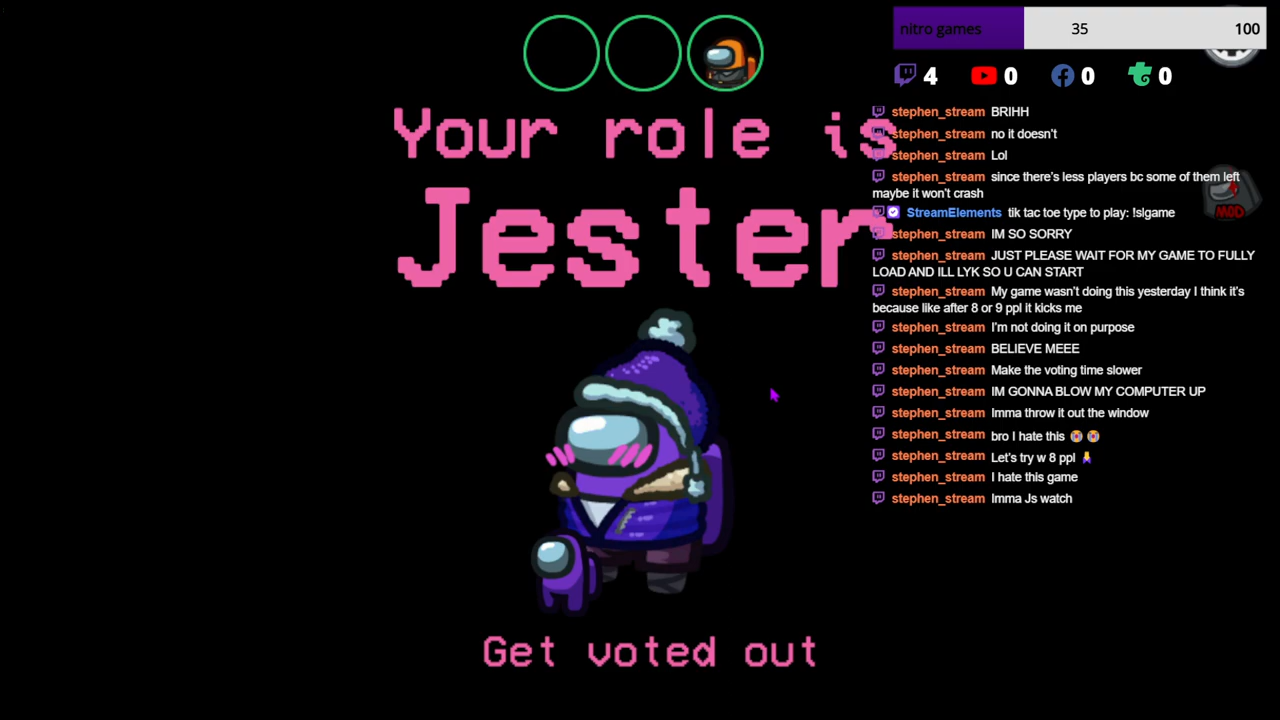 nitro games 35 100
4 0 0 0
Your role is
Jester
stephen_stream BRIHH
stephen_stream no it doesn't
stephen_stream Lol
stephen_stream since there's less players bc some of them left
maybe it won't crash
StreamElements tik tac toe type to play: !slgame
stephen_stream IM SO SORRY
stephen_stream JUST PLEASE WAIT FOR MY GAME TO FULLY
LOAD AND ILL LYK SO U CAN START
stephen_stream My game wasn't doing this yesterday I think it's
because like after 8 or 9 ppl it kicks me
stephen_stream I'm not doing it on purpose
stephen_stream BELIEVE MEEE
stephen_stream Make the voting time slower
stephen_stream IM GONNA BLOW MY COMPUTER UP
stephen_stream Imma throw it out the window
stephen_stream bro I hate this 😭 😭
stephen_stream Let's try w 8 ppl
stephen_stream I hate this game
stephen_stream Imma Js watch
MOD
Get voted out